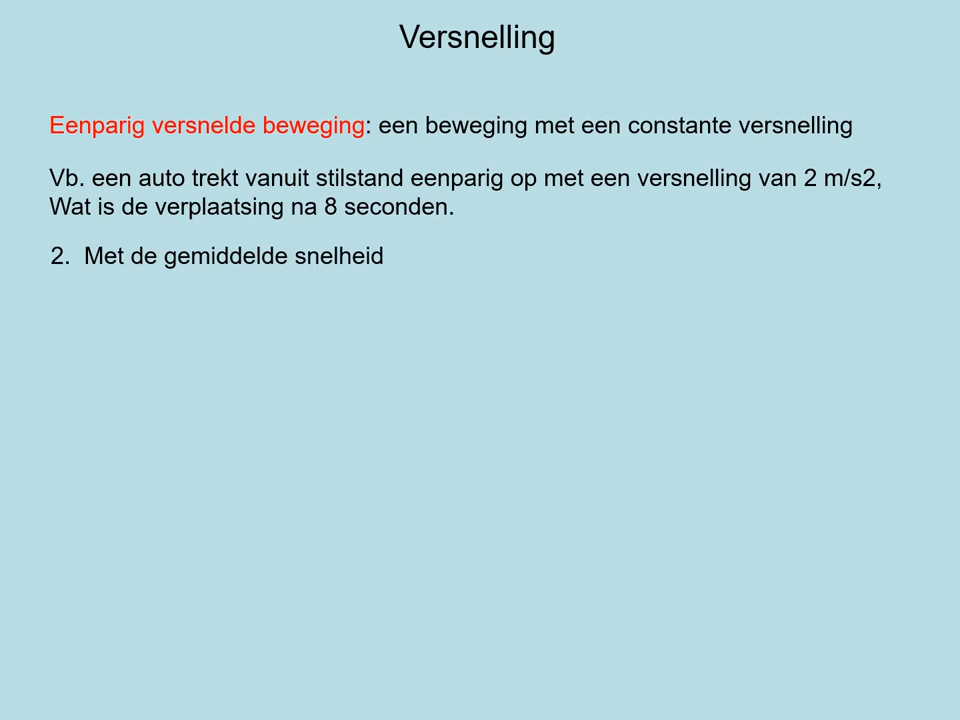 Versnelling
Eenparig versnelde beweging: een beweging met een constante versnelling
Vb. een auto trekt vanuit stilstand eenparig op met een versnelling van 2 m/s2,
Wat is de verplaatsing na 8 seconden.
2. Met de gemiddelde snelheid